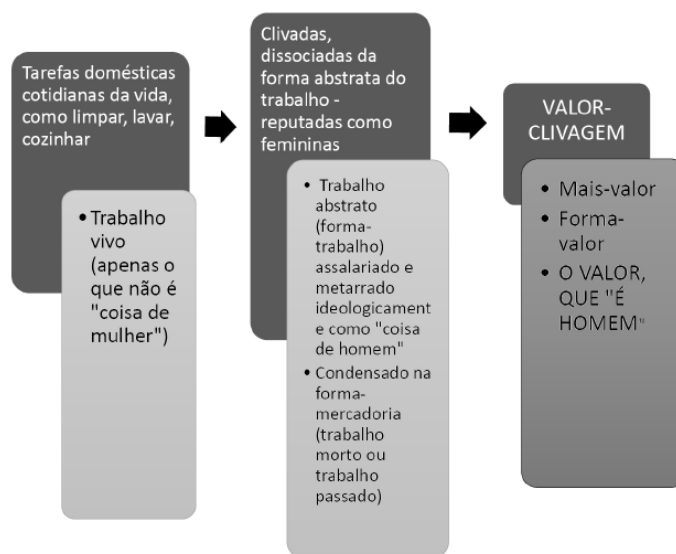 Tarefas domésticas
cotidianas da vida,
como limpar, lavar,
cozinhar
• Trabalho
vivo
(apenas o
que não é
"coisa de
mulher")
Clivadas,
dissociadas da
forma abstrata do
trabalho -
reputadas como
femininas
• Trabalho
abstrato
(forma-
trabalho)
assalariado e
metarrado
ideologicament
e como "coisa
de homem"
• Condensado na
forma-
mercadoria
(trabalho
morto ou
trabalho
passado)
VALOR-
CLIVAGEM
• Mais-valor
• Forma-
valor
• O VALOR,
QUE "É
HOMEM"